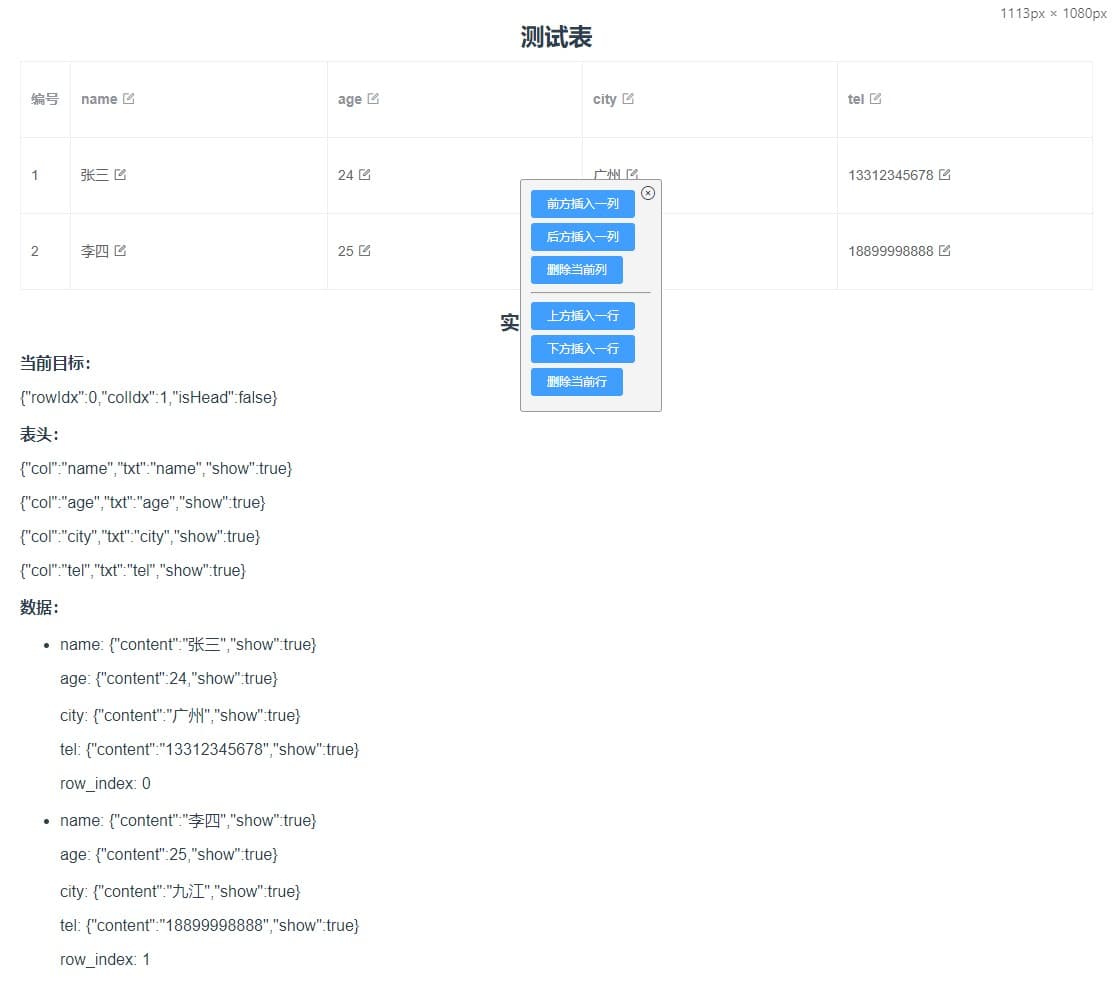 1113px × 1080px
测试表
编号 name age city tel
1 张三 24 广州 13312345678
前方插入一列
后方插入一列
2 李四 25 18899998888
删除当前列
上方插入一行
实
下方插入一行
当前目标：
删除当前行
{"rowIdx":0,"colIdx":1,"isHead":false}
表头：
{"col":"name","txt":"name","show":true}
{"col":"age","txt":"age","show":true}
{"col":"city","txt":"city","show":true}
{"col":"tel","txt":"tel","show":true}
数据：
name: {"content":"张三","show":true}
age: {"content":24,"show":true}
city: {"content":"广州","show":true}
tel: {"content":"13312345678","show":true}
row_index: 0
name: {"content":"李四","show":true}
age: {"content":25,"show":true}
city: {"content":"九江","show":true}
tel: {"content":"18899998888","show":true}
row_index: 1